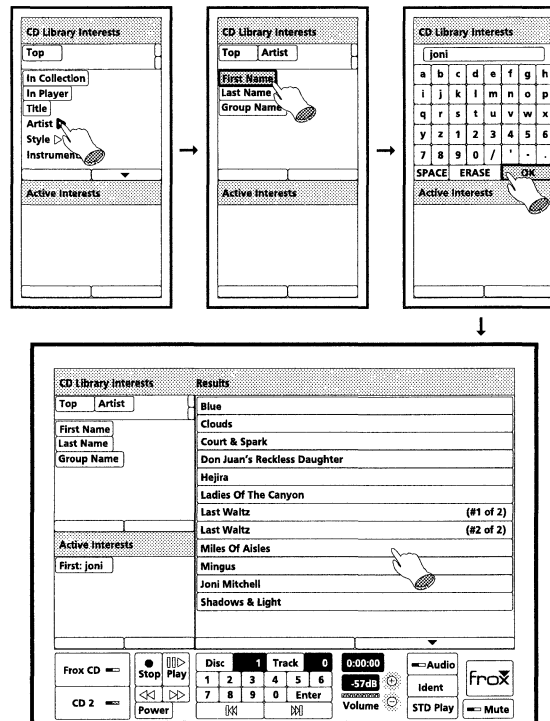 CD Library Interests
Top
In Collection
In Player
Title
Artist
Style
Instrument
Active Interests
CD Library Interests
Top Artist
First Name
Last Name
Group Name
Active Interests
CD Library Interests
joni
a b c d e f g h
i j k l m n o p
q r s t u v w x
y z 1 2 3 4 5 6
7 8 9 0 / ' - .
SPACE ERASE OK
Active Interests
CD Library Interests
Top Artist
First Name
Last Name
Group Name
Active Interests
First: joni
Results
Blue
Clouds
Court & Spark
Don Juan's Reckless Daughter
Hejira
Ladies Of The Canyon
Last Waltz (#1 of 2)
Last Waltz (#2 of 2)
Miles Of Aisles
Mingus
Joni Mitchell
Shadows & Light
Frox CD
CD 2
Stop Play
Power
Disc 1 Track 0
1 2 3 4 5 6
7 8 9 0 Enter
0:00:00
-57dB
Volume
Audio
Ident
STD Play
frox
Mute